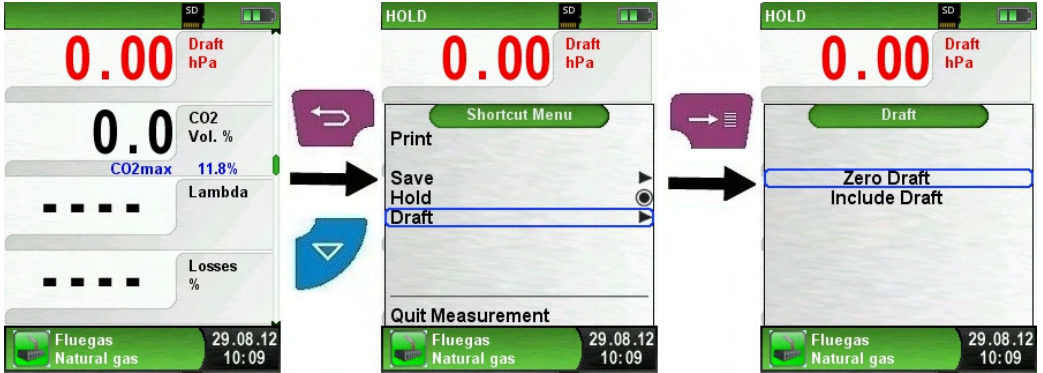 SD
0.00 Draft
hPa
0.0 CO2
Vol. %
CO2max 11.8%
---- Lambda
---- Losses
%
Fluegas 29.08.12
Natural gas 10:09
HOLD SD
0.00 Draft
hPa
Shortcut Menu
Print
Save
Hold
Draft
Quit Measurement
Fluegas 29.08.12
Natural gas 10:09
HOLD SD
0.00 Draft
hPa
Draft
Zero Draft
Include Draft
Fluegas 29.08.12
Natural gas 10:09